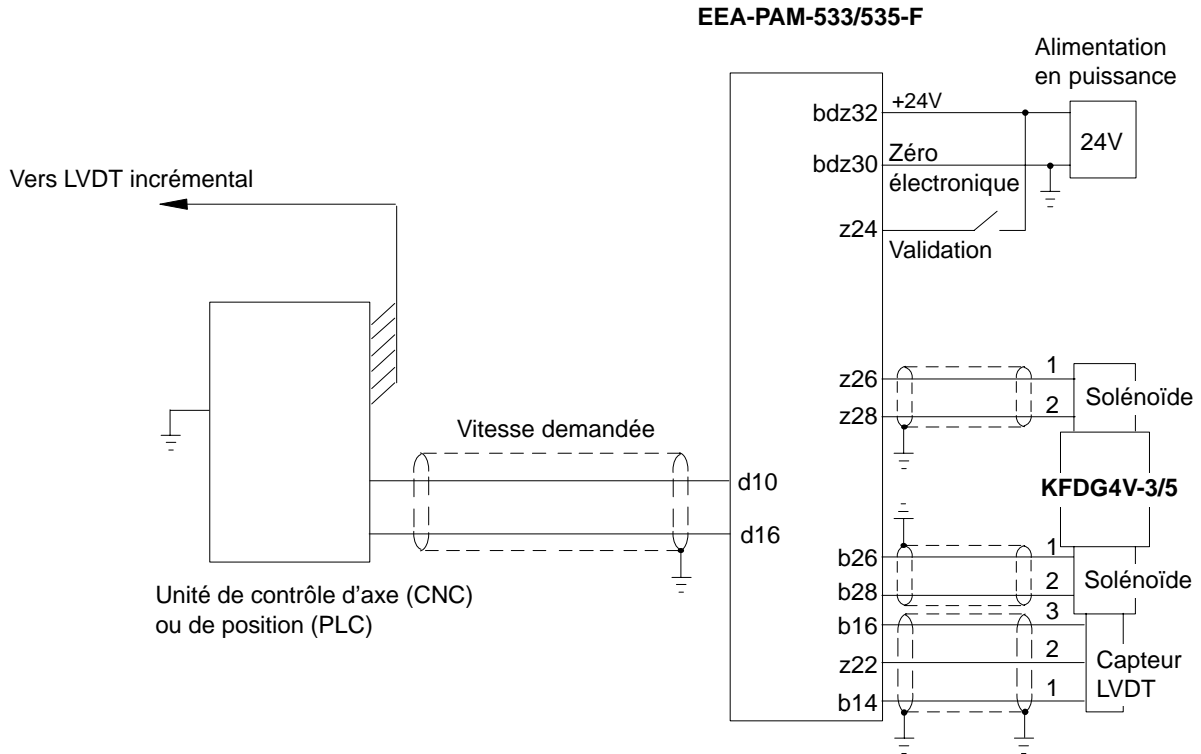 EEA-PAM-533/535-F
Alimentation
en puissance
bdz32
+24V
24V
bdz30
Zéro
électronique
Vers LVDT incrémental
z24
Validation
z26
1
z28
2
Solénoïde
Vitesse demandée
d10
KFDG4V-3/5
d16
b26
1
b28
2
Solénoïde
Unité de contrôle d'axe (CNC)
ou de position (PLC)
b16
3
z22
2
Capteur
LVDT
b14
1